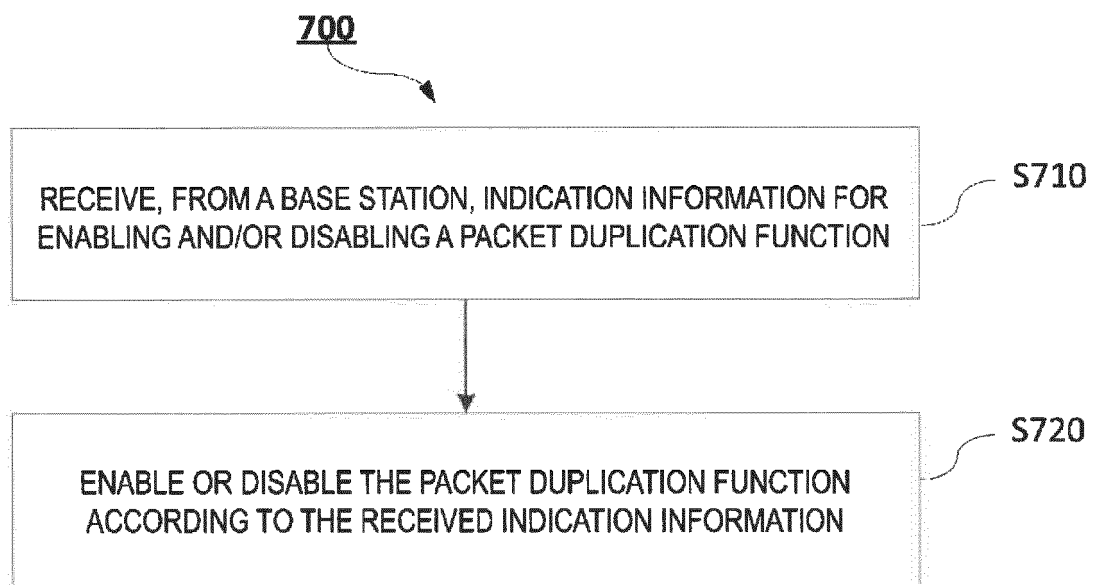 700
RECEIVE, FROM A BASE STATION, INDICATION INFORMATION FOR
ENABLING AND/OR DISABLING A PACKET DUPLICATION FUNCTION
S710
S720
ENABLE OR DISABLE THE PACKET DUPLICATION FUNCTION
ACCORDING TO THE RECEIVED INDICATION INFORMATION